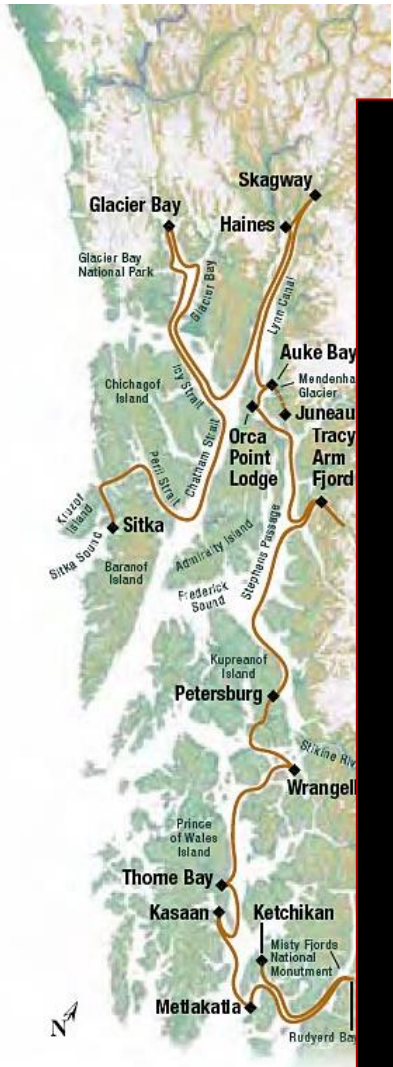 Skagway
Glacier Bay
Haines
Glacier Bay
National Park
Glacier Bay
Lynn Canal
Auke Bay
Mendenha
Glacier
Icy Strait
Chichagof
Island
Juneau
Orca
Point
Lodge
Tracy
Arm
Fjord
Chatham Strait
Peril Strait
Kruzof
Island
Sitka
Sitka Sound
Baranof
Island
Admiralty Island
Stephens Passage
Frederick
Sound
Kupreanof
Island
Petersburg
Stikine Riv
Wrangell
Prince
of Wales
Island
Thorne Bay
Kasaan
Ketchikan
Misty Fjords
National
Monutment
Metlakatla
N
Rudyerd Bay